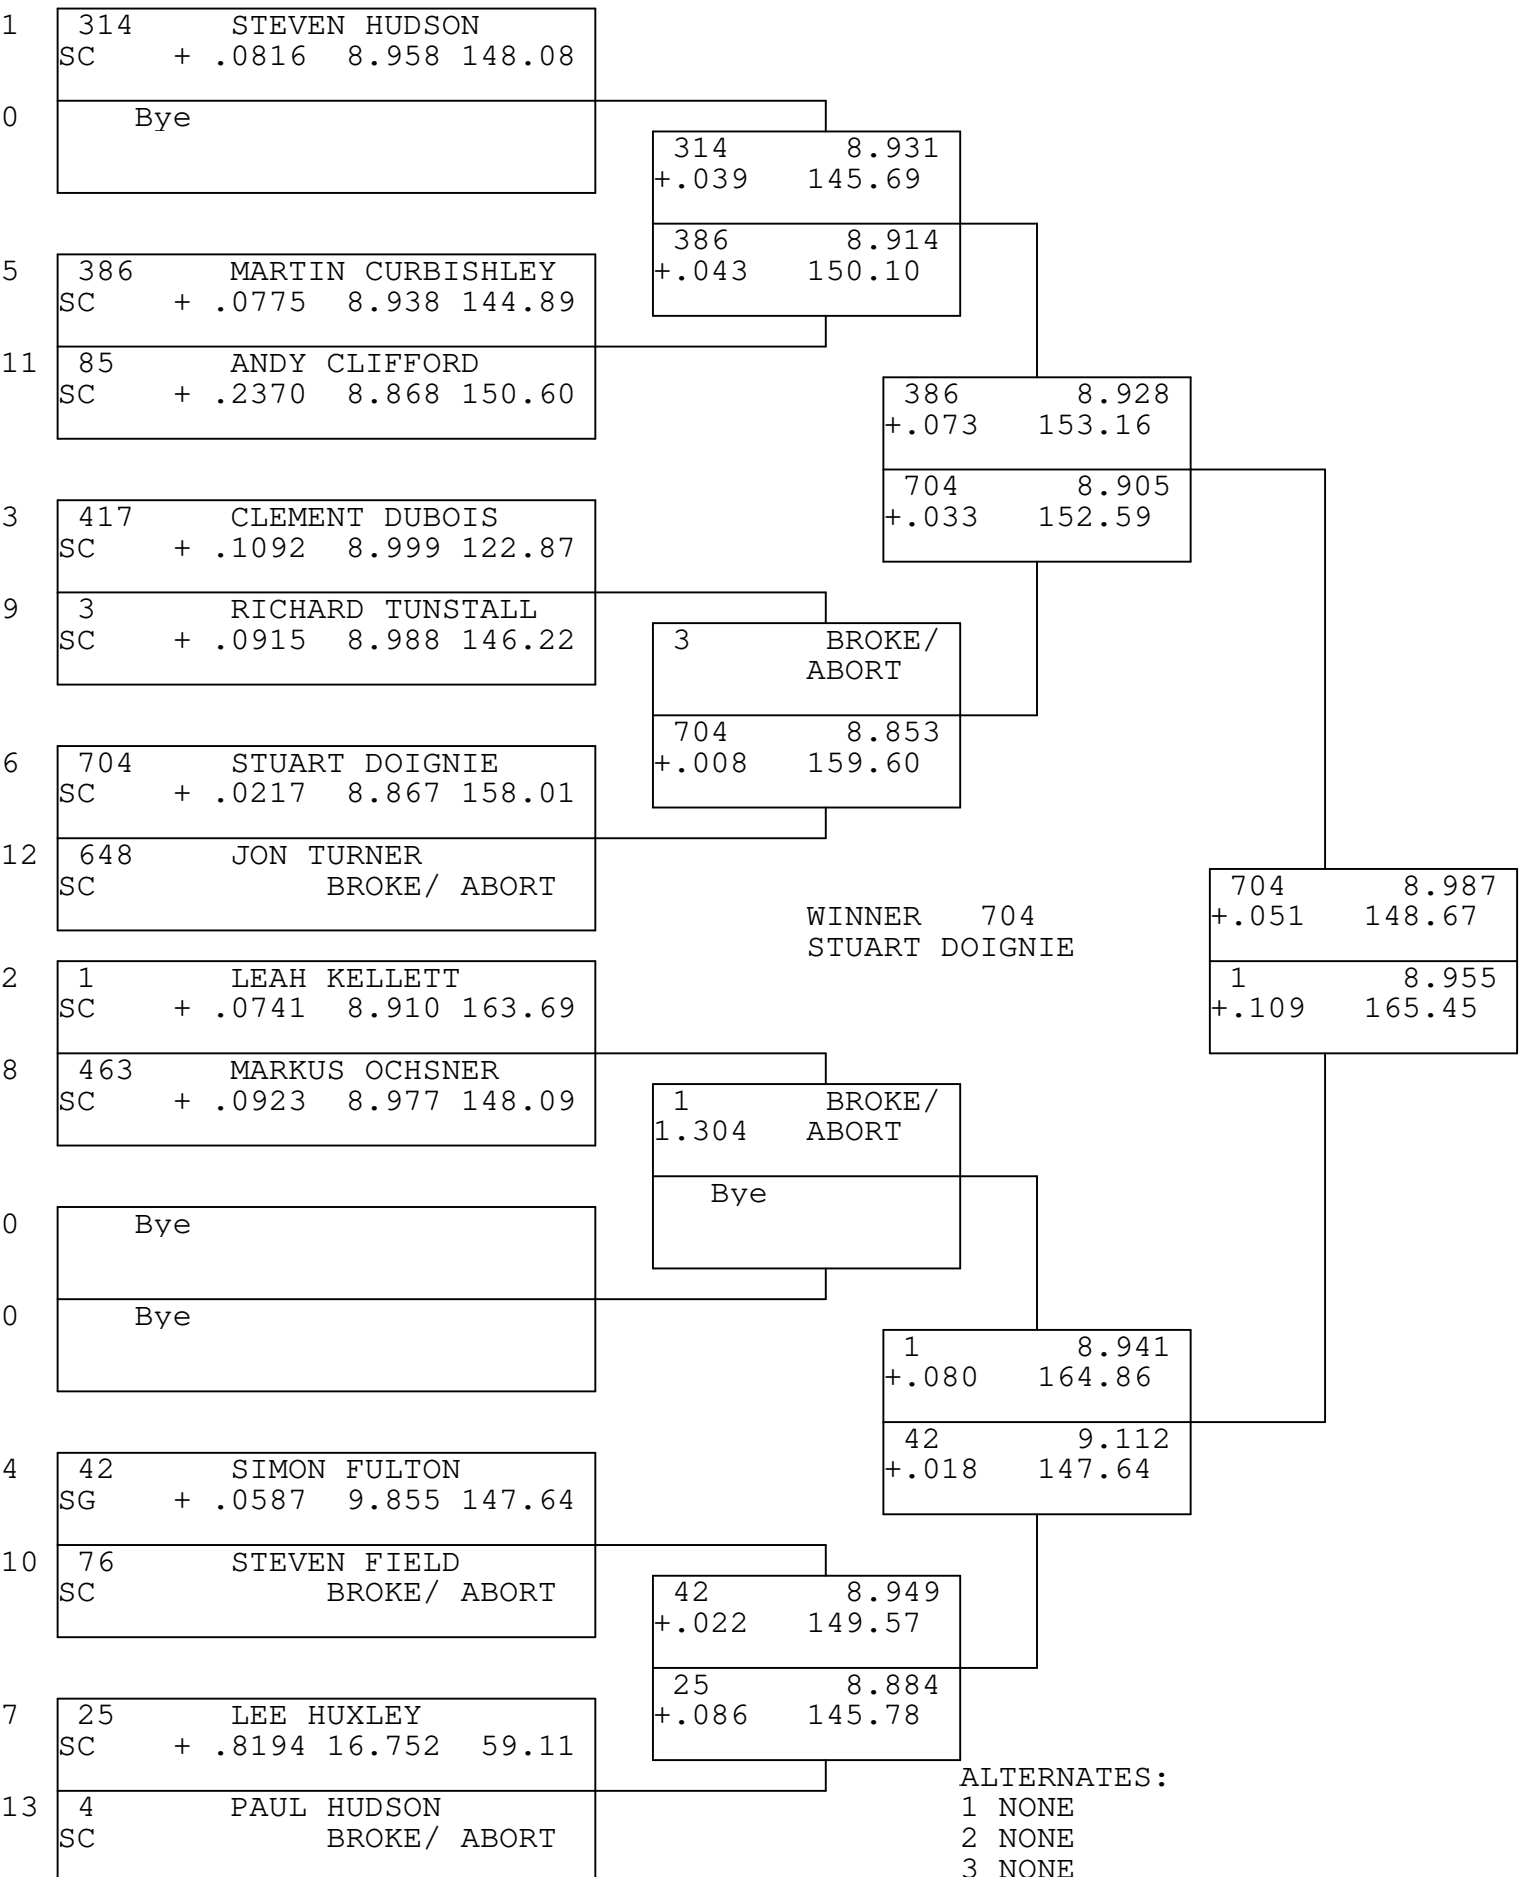 1 314 STEVEN HUDSON
SC + .0816 8.958 148.08
0 Bye
314 8.931
+.039 145.69
386 8.914
+.043 150.10
5 386 MARTIN CURBISHLEY
SC + .0775 8.938 144.89
11 85 ANDY CLIFFORD
SC + .2370 8.868 150.60
386 8.928
+.073 153.16
704 8.905
+.033 152.59
3 417 CLEMENT DUBOIS
SC + .1092 8.999 122.87
9 3 RICHARD TUNSTALL
SC + .0915 8.988 146.22
3 BROKE/
ABORT
704 8.853
+.008 159.60
6 704 STUART DOIGNIE
SC + .0217 8.867 158.01
12 648 JON TURNER
SC BROKE/ ABORT
WINNER 704
STUART DOIGNIE
704 8.987
+.051 148.67
1 8.955
+.109 165.45
2 1 LEAH KELLETT
SC + .0741 8.910 163.69
8 463 MARKUS OCHSNER
SC + .0923 8.977 148.09
1 BROKE/
1.304 ABORT
Bye
0 Bye
0 Bye
1 8.941
+.080 164.86
42 9.112
+.018 147.64
4 42 SIMON FULTON
SG + .0587 9.855 147.64
10 76 STEVEN FIELD
SC BROKE/ ABORT
42 8.949
+.022 149.57
25 8.884
+.086 145.78
7 25 LEE HUXLEY
SC + .8194 16.752 59.11
13 4 PAUL HUDSON
SC BROKE/ ABORT
ALTERNATES:
1 NONE
2 NONE
3 NONE